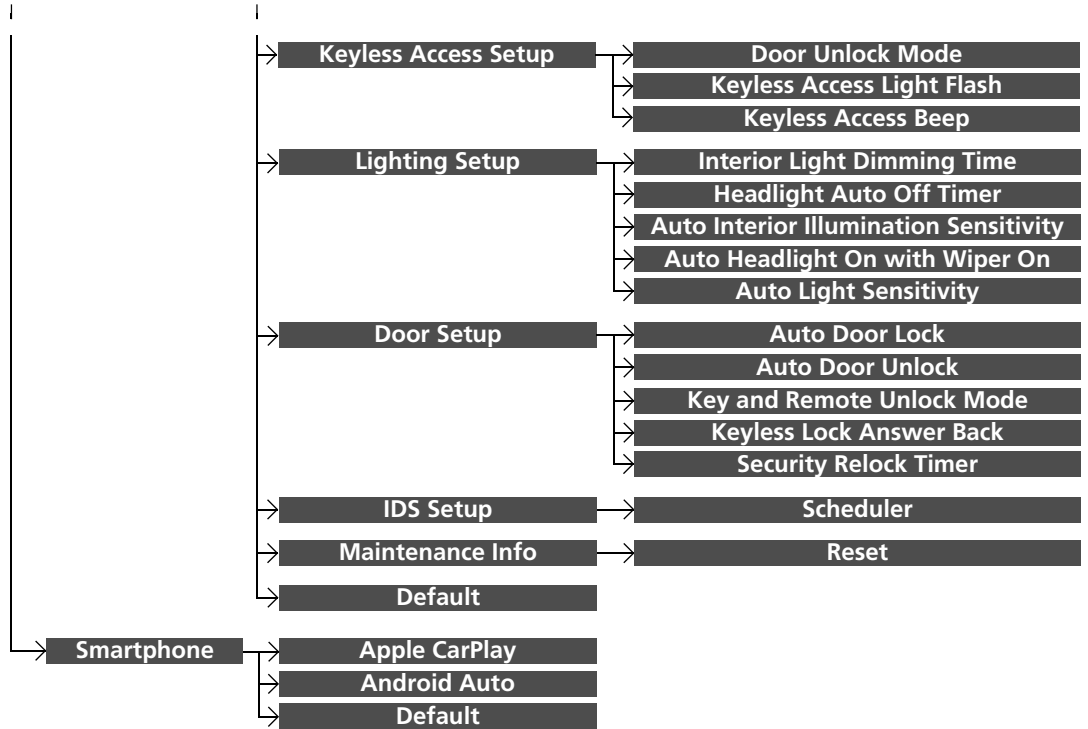 Keyless Access Setup
Door Unlock Mode
Keyless Access Light Flash
Keyless Access Beep
Lighting Setup
Interior Light Dimming Time
Headlight Auto Off Timer
Auto Interior Illumination Sensitivity
Auto Headlight On with Wiper On
Auto Light Sensitivity
Door Setup
Auto Door Lock
Auto Door Unlock
Key and Remote Unlock Mode
Keyless Lock Answer Back
Security Relock Timer
IDS Setup
Scheduler
Maintenance Info
Reset
Default
Smartphone
Apple CarPlay
Android Auto
Default